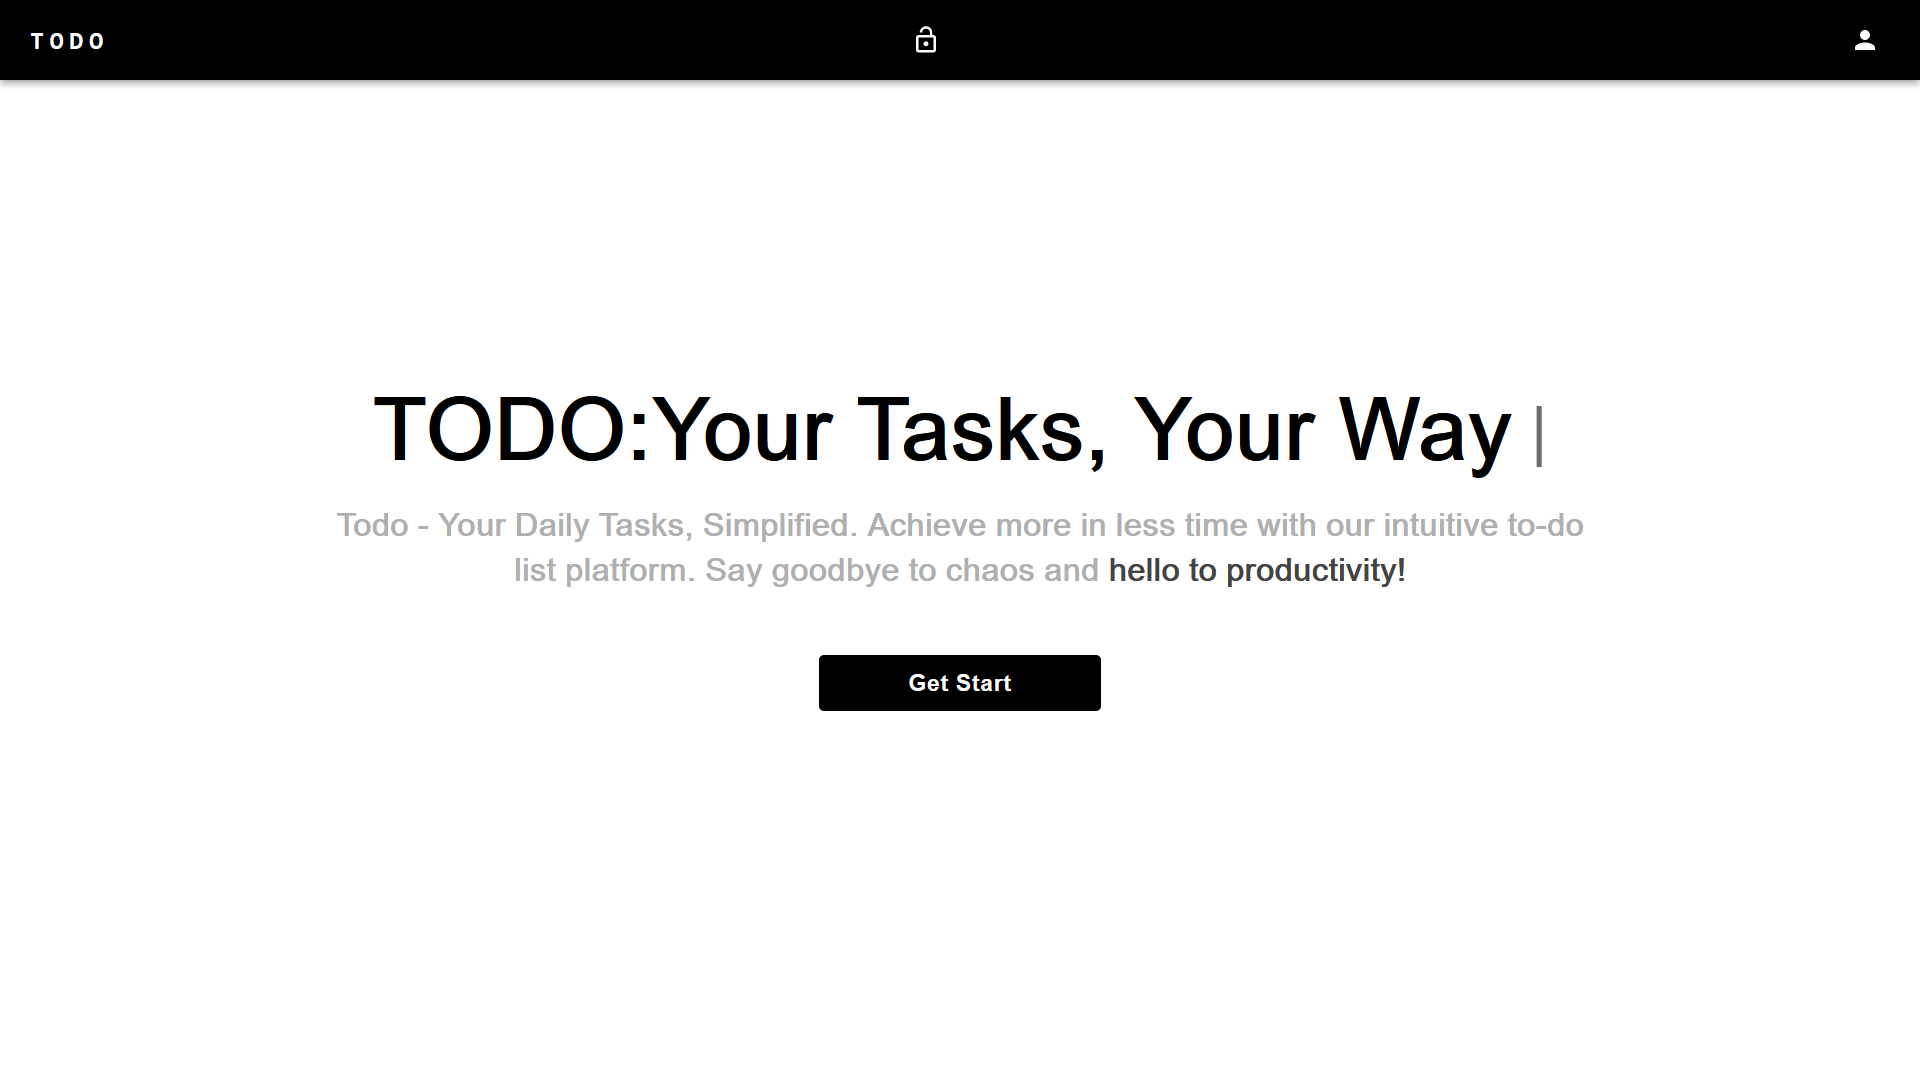 TODO
TODO:Your Tasks, Your Way |
Todo - Your Daily Tasks, Simplified. Achieve more in less time with our intuitive to-do
list platform. Say goodbye to chaos and hello to productivity!
Get Start